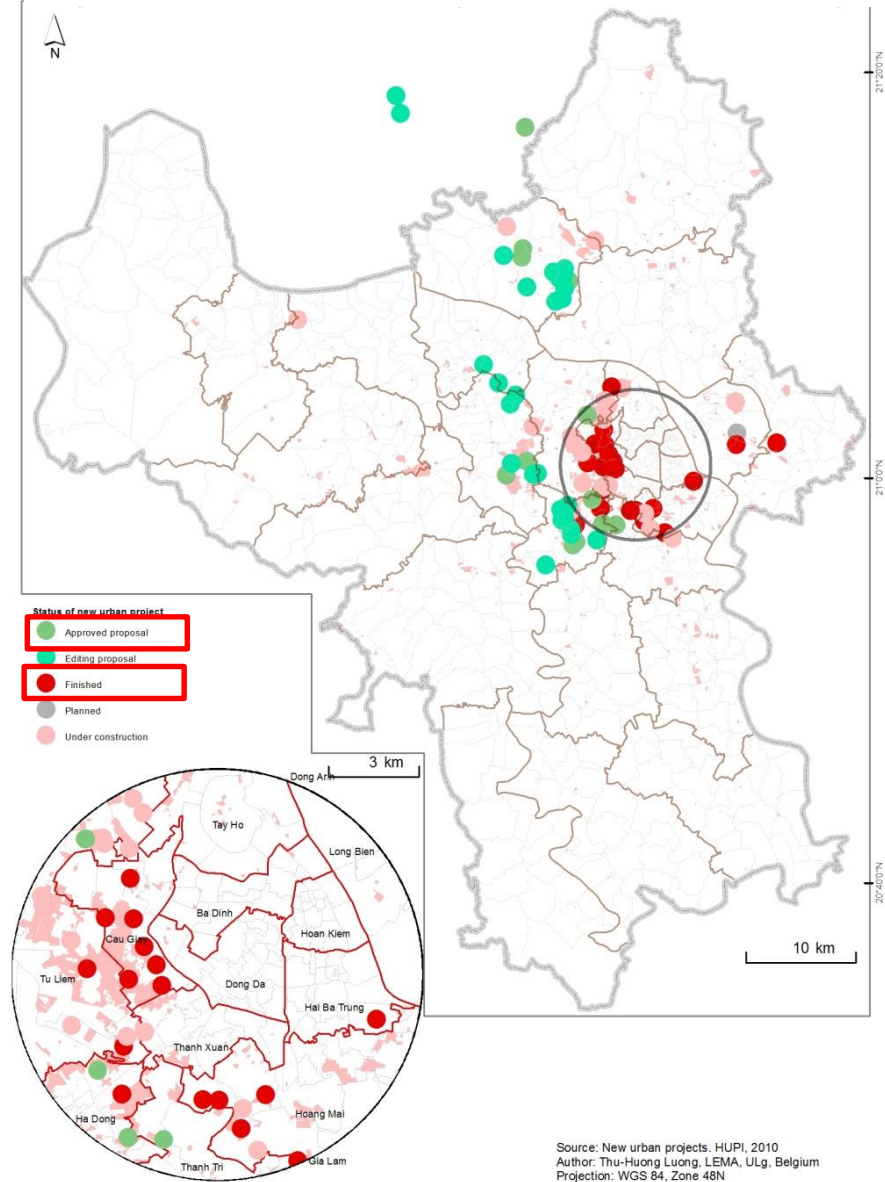 N
21°20'0"N
21°0'0"N
20°40'0"N
Status of new urban project
Approved proposal
Editing proposal
Finished
Planned
Under construction
3 km
10 km
Dong Anh
Tay Ho
Long Bien
Ba Dinh
Hoan Kiem
Cau Giay
Tu Liem
Dong Da
Hai Ba Trung
Thanh Xuan
Ha Dong
Hoang Mai
Thanh Tri
Gia Lam
Source: New urban projects. HUPI, 2010
Author: Thu-Huong Luong, LEMA, ULg, Belgium
Projection: WGS 84, Zone 48N